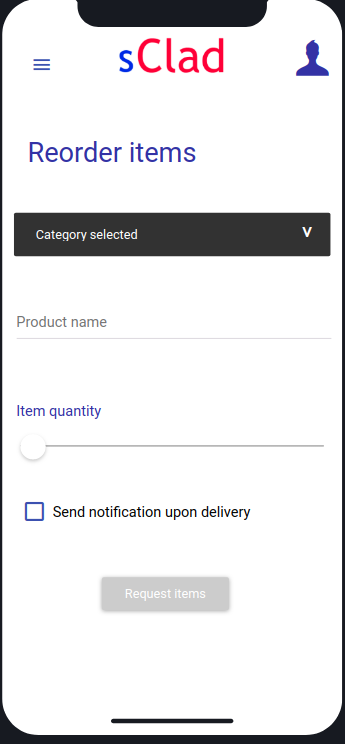 sClad
Reorder items
Category selected V
Product name
Item quantity
Send notification upon delivery
Request items